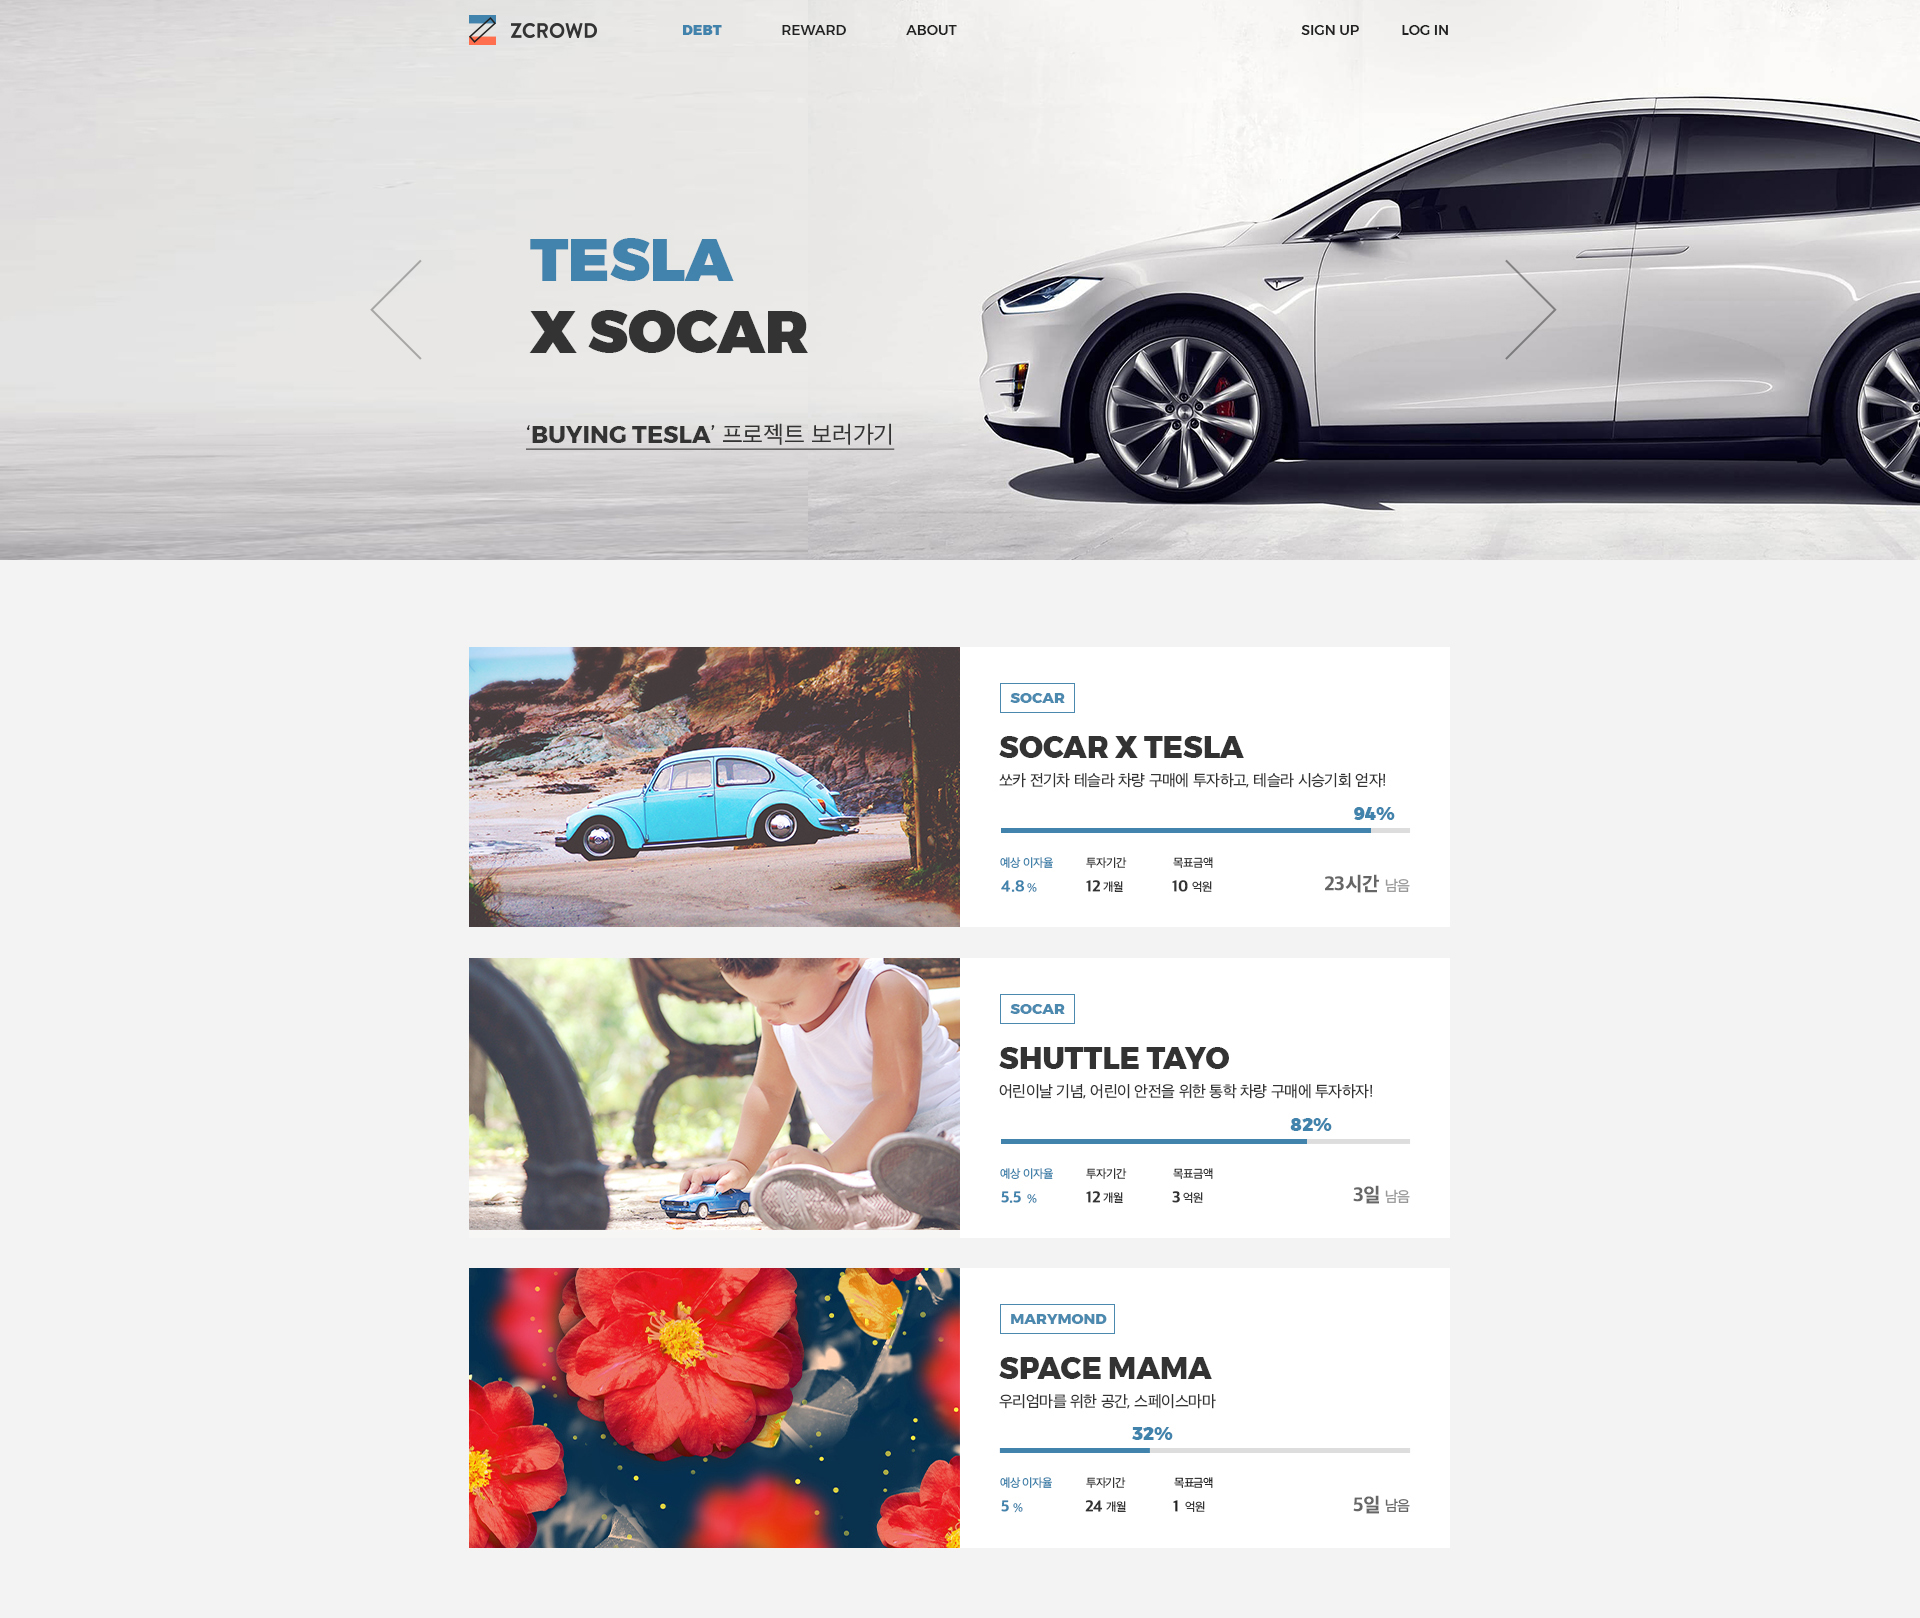 ZCROWD DEBT REWARD ABOUT SIGN UP LOG IN
TESLA
X SOCAR
‘BUYING TESLA’ 프로젝트 보러가기
SOCAR
SOCAR X TESLA
쏘카 전기차 테슬라 차량 구매에 투자하고, 테슬라 시승기회 얻자!
94%
예상 이자율 투자기간 목표금액
4.8 % 12 개월 10 억원 23시간 남음
SOCAR
SHUTTLE TAYO
어린이날 기념, 어린이 안전을 위한 통학 차량 구매에 투자하자!
82%
예상 이자율 투자기간 목표금액
5.5 % 12 개월 3 억원 3일 남음
MARYMOND
SPACE MAMA
우리엄마를 위한 공간, 스페이스마마
32%
예상 이자율 투자기간 목표금액
5 % 24 개월 1 억원 5일 남음